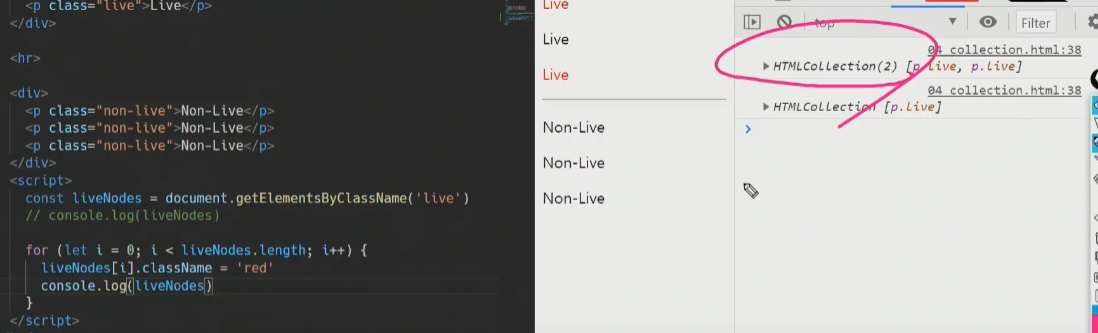 <p class="live">Live</p>
</div>
<hr>
<div>
<p class="non-live">Non-Live</p>
<p class="non-live">Non-Live</p>
<p class="non-live">Non-Live</p>
</div>
<script>
const liveNodes = document.getElementsByClassName('live')
// console.log(liveNodes)
for (let i = 0; i < liveNodes.length; i++) {
liveNodes[i].className = 'red'
console.log(liveNodes)
}
</script>
Live
Live
Live
Non-Live
Non-Live
Non-Live
top
Filter
04 collection.html:38
HTMLCollection(2) [p.live, p.live]
04 collection.html:38
HTMLCollection [p.live]